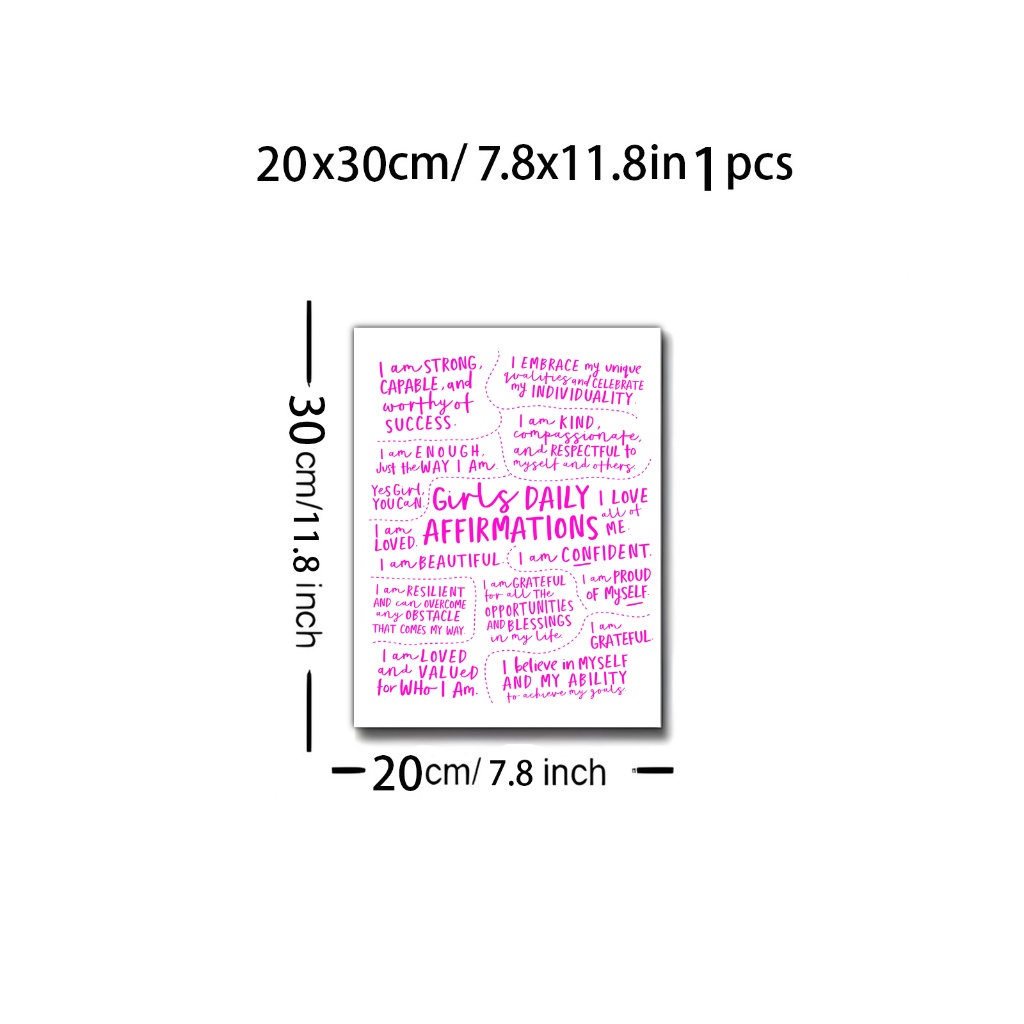 20x30cm/ 7.8x11.8in 1 pcs
30cm/11.8 inch
I am STRONG,
CAPABLE, and
worthy of
SUCCESS.
I EMBRACE my unique
qualities and CELEBRATE
my INDIVIDUALITY.
I am ENOUGH,
Just the WAY I Am.
I am KIND,
compassionate,
and RESPECTFUL to
myself and others.
Yes Girl,
YOU CaN.
Girls DAILY
AFFIRMATIONS
I LOVE
all of
ME.
I am
LOVED.
I am BEAUTIFUL.
I am CONFIDENT.
I am RESILIENT
AND can OVERCOME
any OBSTACLE
THAT COMES MY WAY.
I am GRATEFUL
for all THE
OPPORTUNITIES
AND BLESSINGS
in my life.
I am PROUD
OF MySELF.
I am
GRATEFUL.
I am LOVED
and VALUeD
for WHo I Am.
I believe in MYSELF
AND MY ABILITY
to achieve my goals
20cm/ 7.8 inch